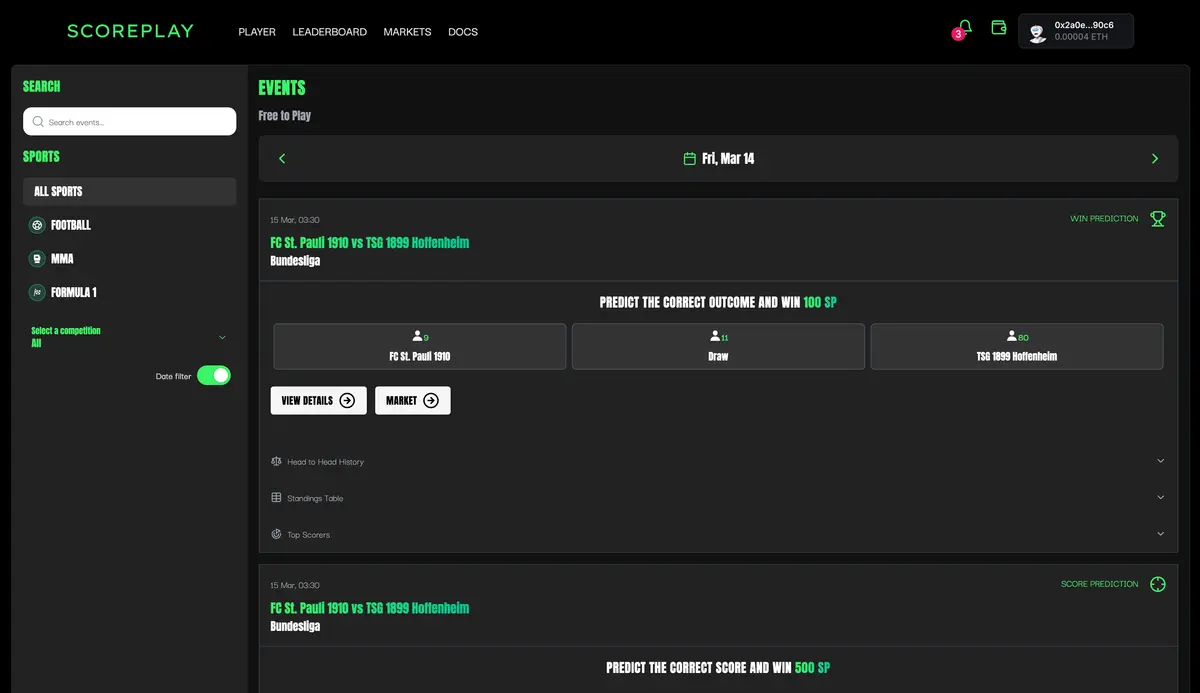 SCOREPLAY
PLAYER LEADERBOARD MARKETS DOCS
3
0x2a0e...90c6
0.00004 ETH
SEARCH
Search events...
SPORTS
ALL SPORTS
FOOTBALL
MMA
FORMULA 1
Select a competition
All
Date filter
EVENTS
Free to Play
Fri, Mar 14
15 Mar, 03:30
WIN PREDICTION
FC St. Pauli 1910 vs TSG 1899 Hoffenheim
Bundesliga
PREDICT THE CORRECT OUTCOME AND WIN 100 SP
9
FC St. Pauli 1910
11
Draw
80
TSG 1899 Hoffenheim
VIEW DETAILS
MARKET
Head to Head History
Standings Table
Top Scorers
15 Mar, 03:30
SCORE PREDICTION
FC St. Pauli 1910 vs TSG 1899 Hoffenheim
Bundesliga
PREDICT THE CORRECT SCORE AND WIN 500 SP